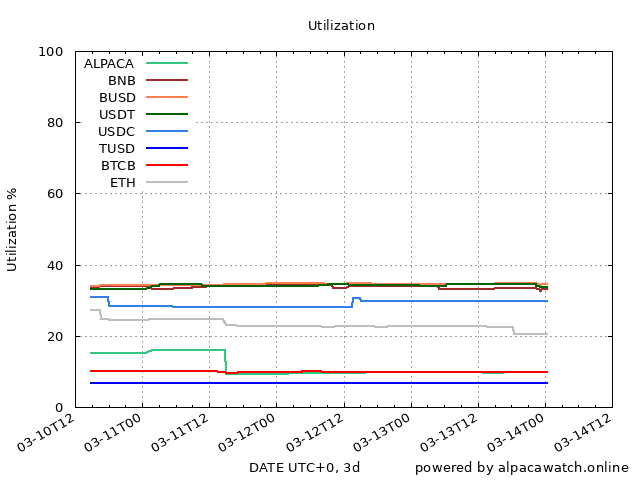 Utilization
100
80
60
40
20
0
Utilization %
ALPACA
BNB
BUSD
USDT
USDC
TUSD
BTCB
ETH
03-10T12
03-11T00
03-11T12
03-12T00
03-12T12
03-13T00
03-13T12
03-14T00
03-14T12
DATE UTC+0, 3d
powered by alpacawatch.online